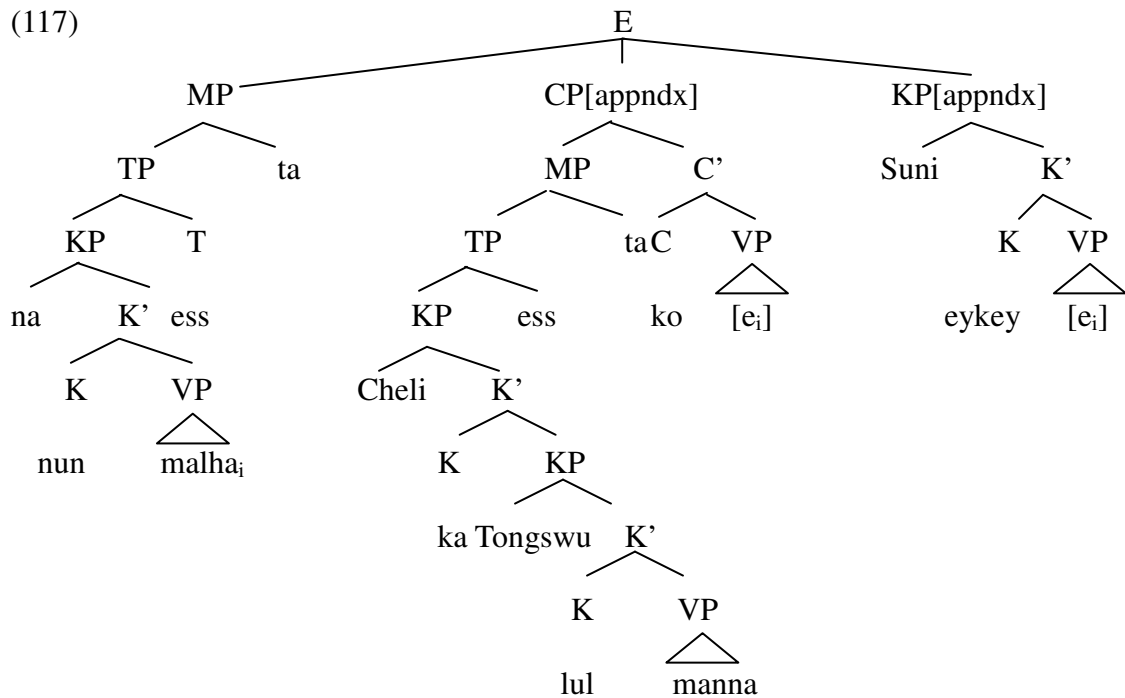 (117) E
MP CP[appndx] KP[appndx]
TP ta MP C’ Suni K’
KP T TP ta C VP K VP
na K’ ess KP ess ko [eᵢ] eykey [eᵢ]
K VP Cheli K’
nun malhaᵢ K KP
ka Tongswu K’
K VP
lul manna